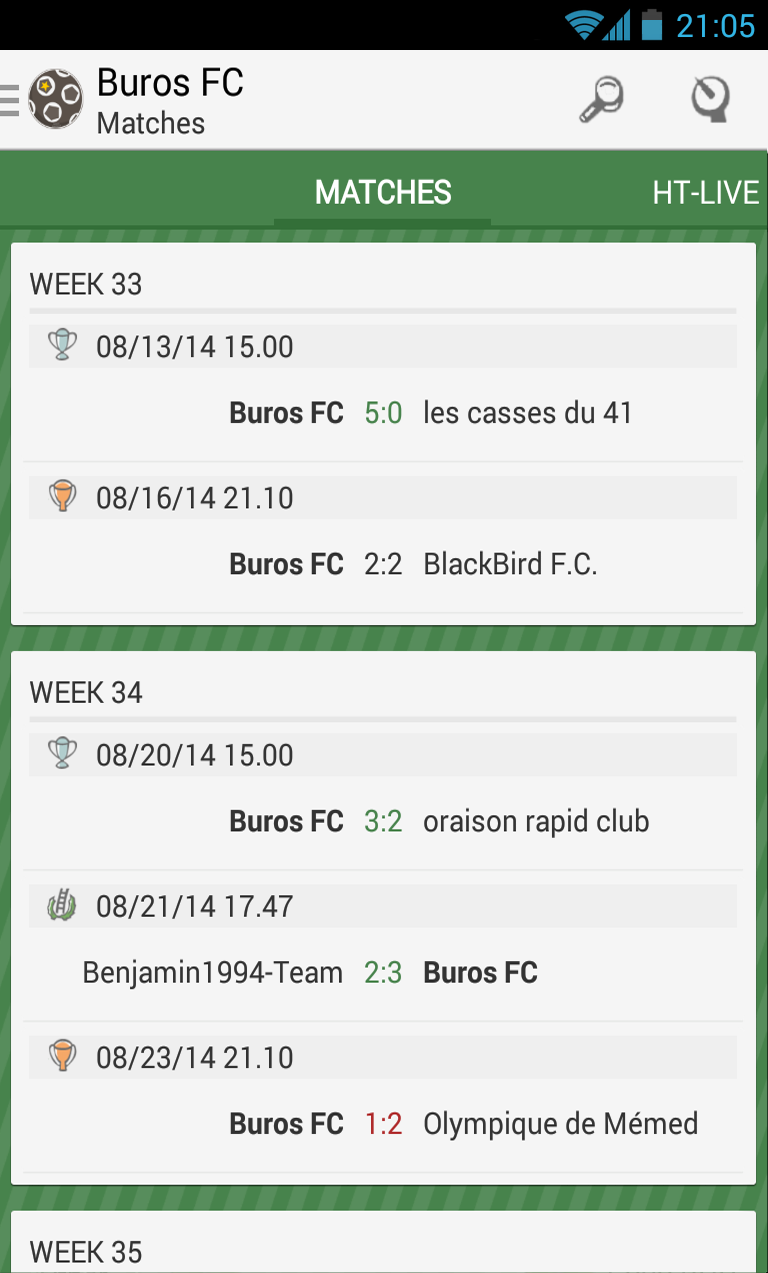 21:05
Buros FC
Matches
MATCHES HT-LIVE
WEEK 33
08/13/14 15.00
Buros FC 5:0 les casses du 41
08/16/14 21.10
Buros FC 2:2 BlackBird F.C.
WEEK 34
08/20/14 15.00
Buros FC 3:2 oraison rapid club
08/21/14 17.47
Benjamin1994-Team 2:3 Buros FC
08/23/14 21.10
Buros FC 1:2 Olympique de Mémed
WEEK 35